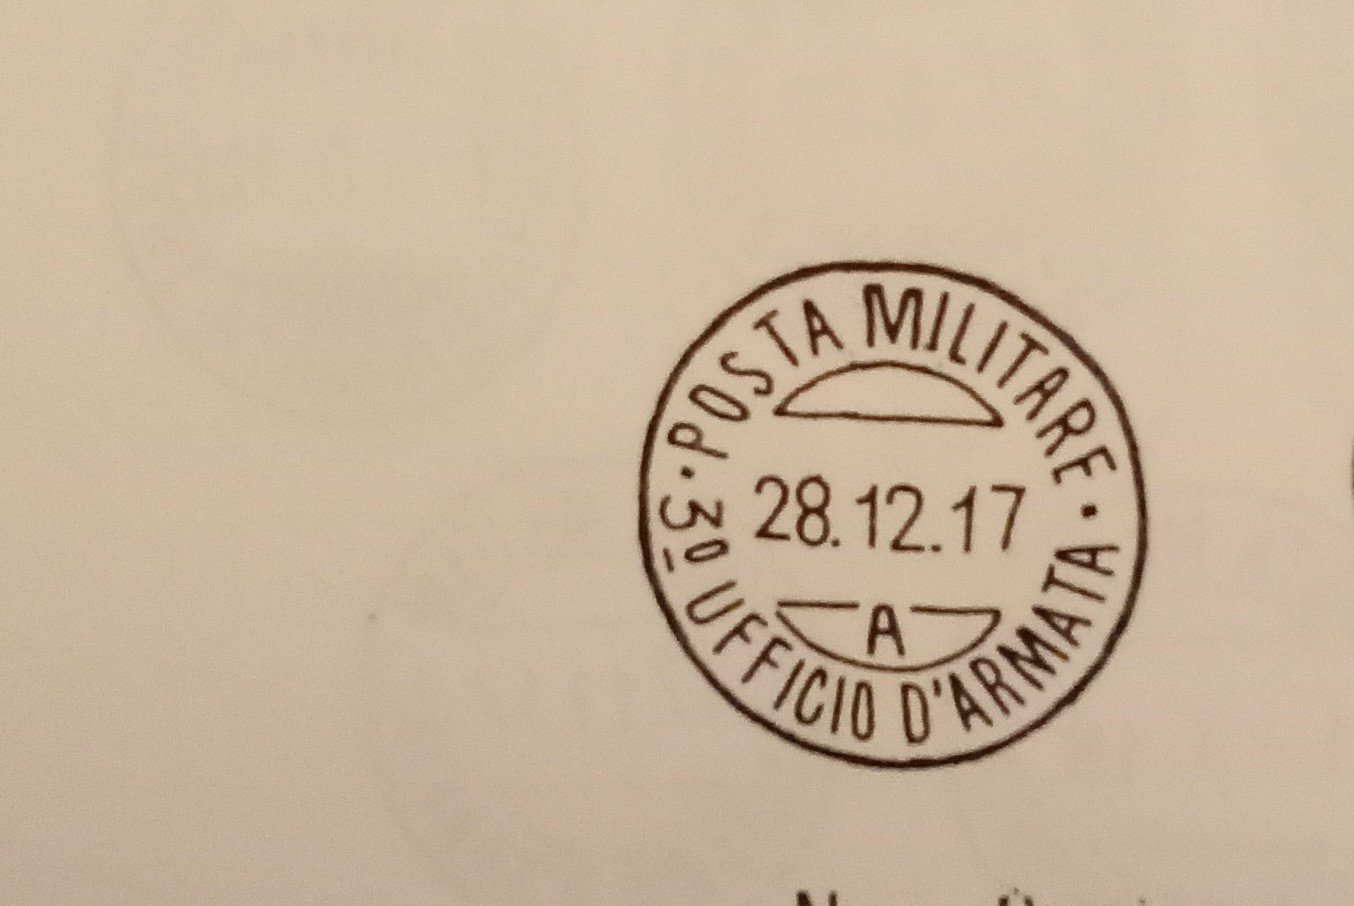 · POSTA MILITARE ·
28.12.17
A
3º UFFICIO D'ARMATA